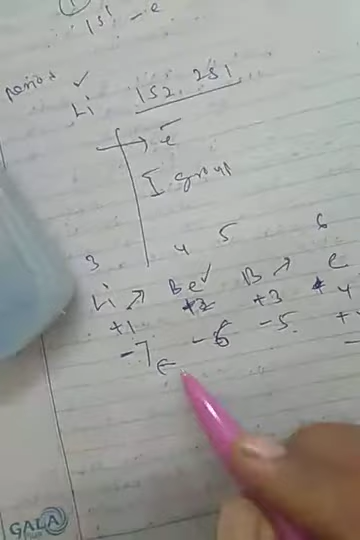 1
1s1 -e
period ✓
Li 1s2, 2s1
→ e
I group
3 4 5 6
Li ↗ Be✓ B ↗ C
+1 +2 +3 +4
-7 -6 -5
GALA